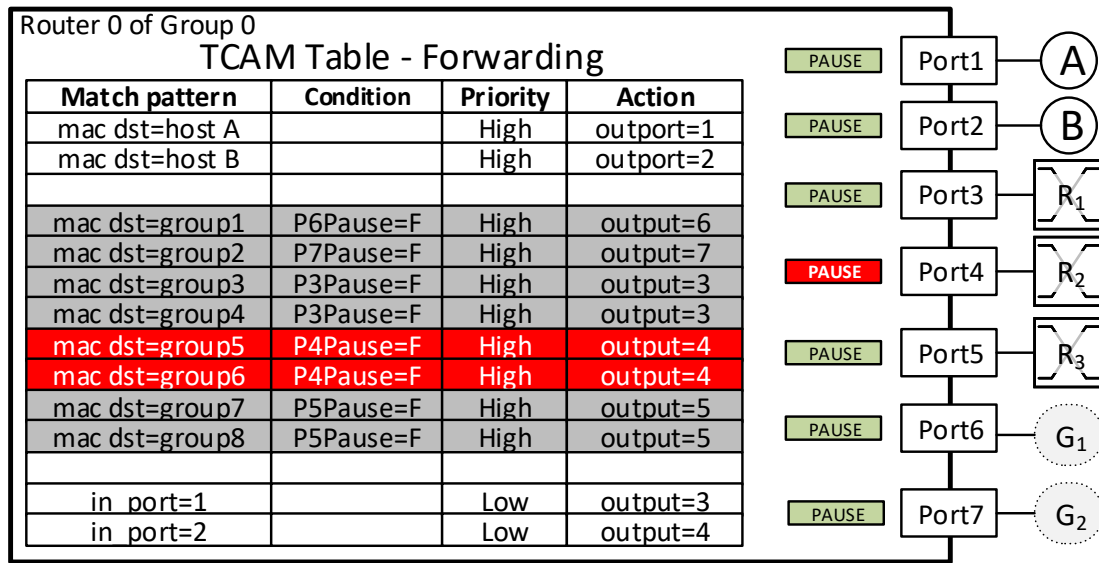 Router 0 of Group 0
TCAM Table - Forwarding
Match pattern Condition Priority Action
mac dst=host A High outport=1
mac dst=host B High outport=2
mac dst=group1 P6Pause=F High output=6
mac dst=group2 P7Pause=F High output=7
mac dst=group3 P3Pause=F High output=3
mac dst=group4 P3Pause=F High output=3
mac dst=group5 P4Pause=F High output=4
mac dst=group6 P4Pause=F High output=4
mac dst=group7 P5Pause=F High output=5
mac dst=group8 P5Pause=F High output=5
in_port=1 Low output=3
in_port=2 Low output=4
PAUSE Port1 A
PAUSE Port2 B
PAUSE Port3 R1
PAUSE Port4 R2
PAUSE Port5 R3
PAUSE Port6 G1
PAUSE Port7 G2